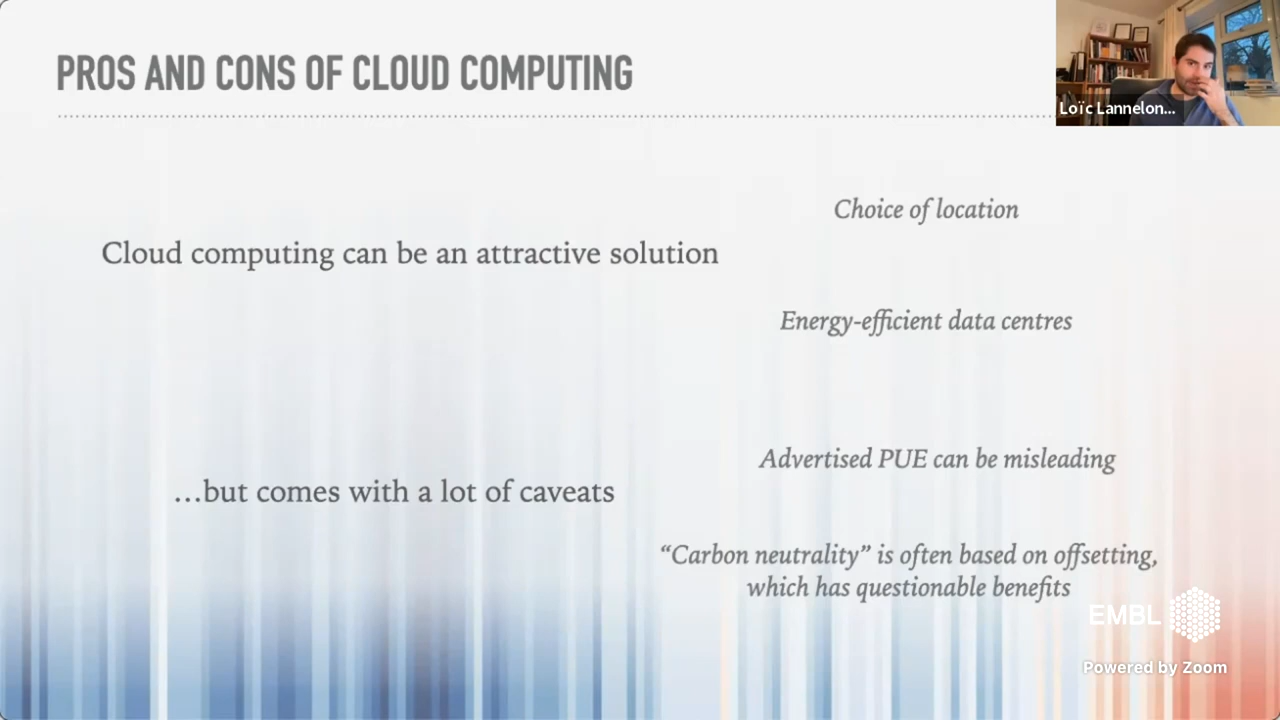 PROS AND CONS OF CLOUD COMPUTING
Loïc Lannelon...
Choice of location
Cloud computing can be an attractive solution
Energy-efficient data centres
Advertised PUE can be misleading
…but comes with a lot of caveats
“Carbon neutrality” is often based on offsetting,
which has questionable benefits
EMBL
Powered by Zoom